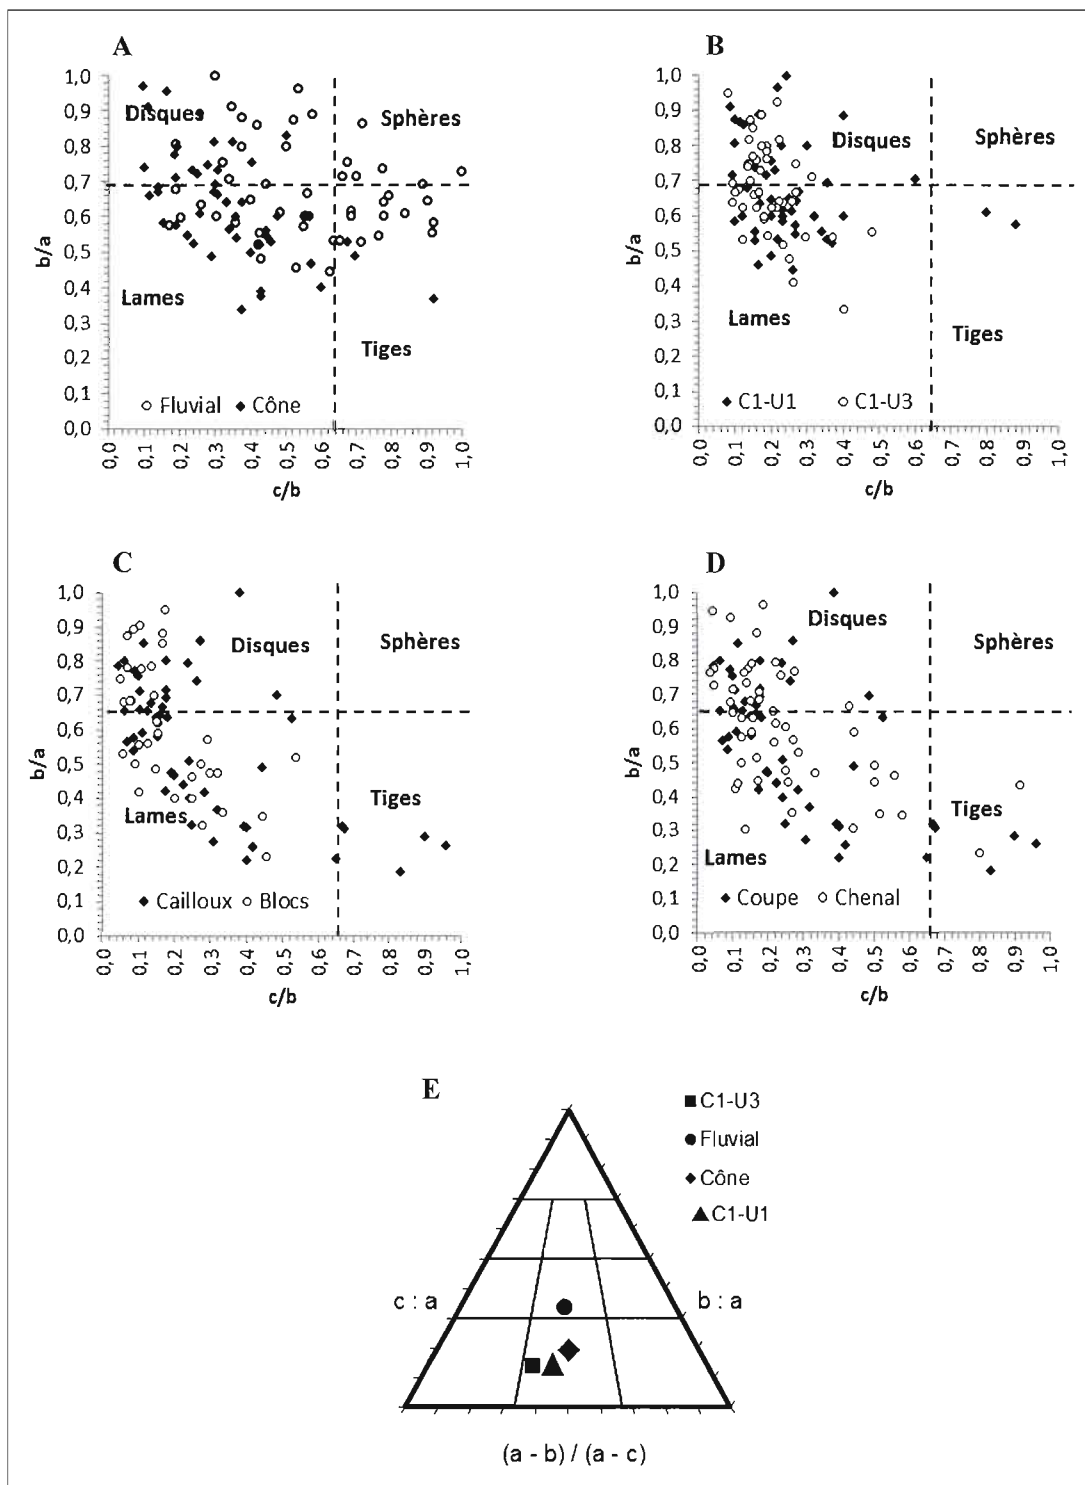 A
B
1,0
0,9
0,8
0,7
0,6
0,5
0,4
0,3
0,2
0,1
0,0
b/a
Disques
Sphères
Lames
Tiges
Fluvial
Cône
0,0
0,1
0,2
0,3
0,4
0,5
0,6
0,7
0,8
0,9
1,0
c/b
1,0
0,9
0,8
0,7
0,6
0,5
0,4
0,3
0,2
0,1
0,0
b/a
Disques
Sphères
Lames
Tiges
C1-U1
C1-U3
0,0
0,1
0,2
0,3
0,4
0,5
0,6
0,7
0,8
0,9
1,0
c/b
C
D
1,0
0,9
0,8
0,7
0,6
0,5
0,4
0,3
0,2
0,1
0,0
b/a
Disques
Sphères
Lames
Tiges
Cailloux
Blocs
0,0
0,1
0,2
0,3
0,4
0,5
0,6
0,7
0,8
0,9
1,0
c/b
1,0
0,9
0,8
0,7
0,6
0,5
0,4
0,3
0,2
0,1
0,0
b/a
Disques
Sphères
Lames
Tiges
Coupe
Chenal
0,0
0,1
0,2
0,3
0,4
0,5
0,6
0,7
0,8
0,9
1,0
c/b
E
C1-U3
Fluvial
Cône
C1-U1
c : a
b : a
(a - b) / (a - c)